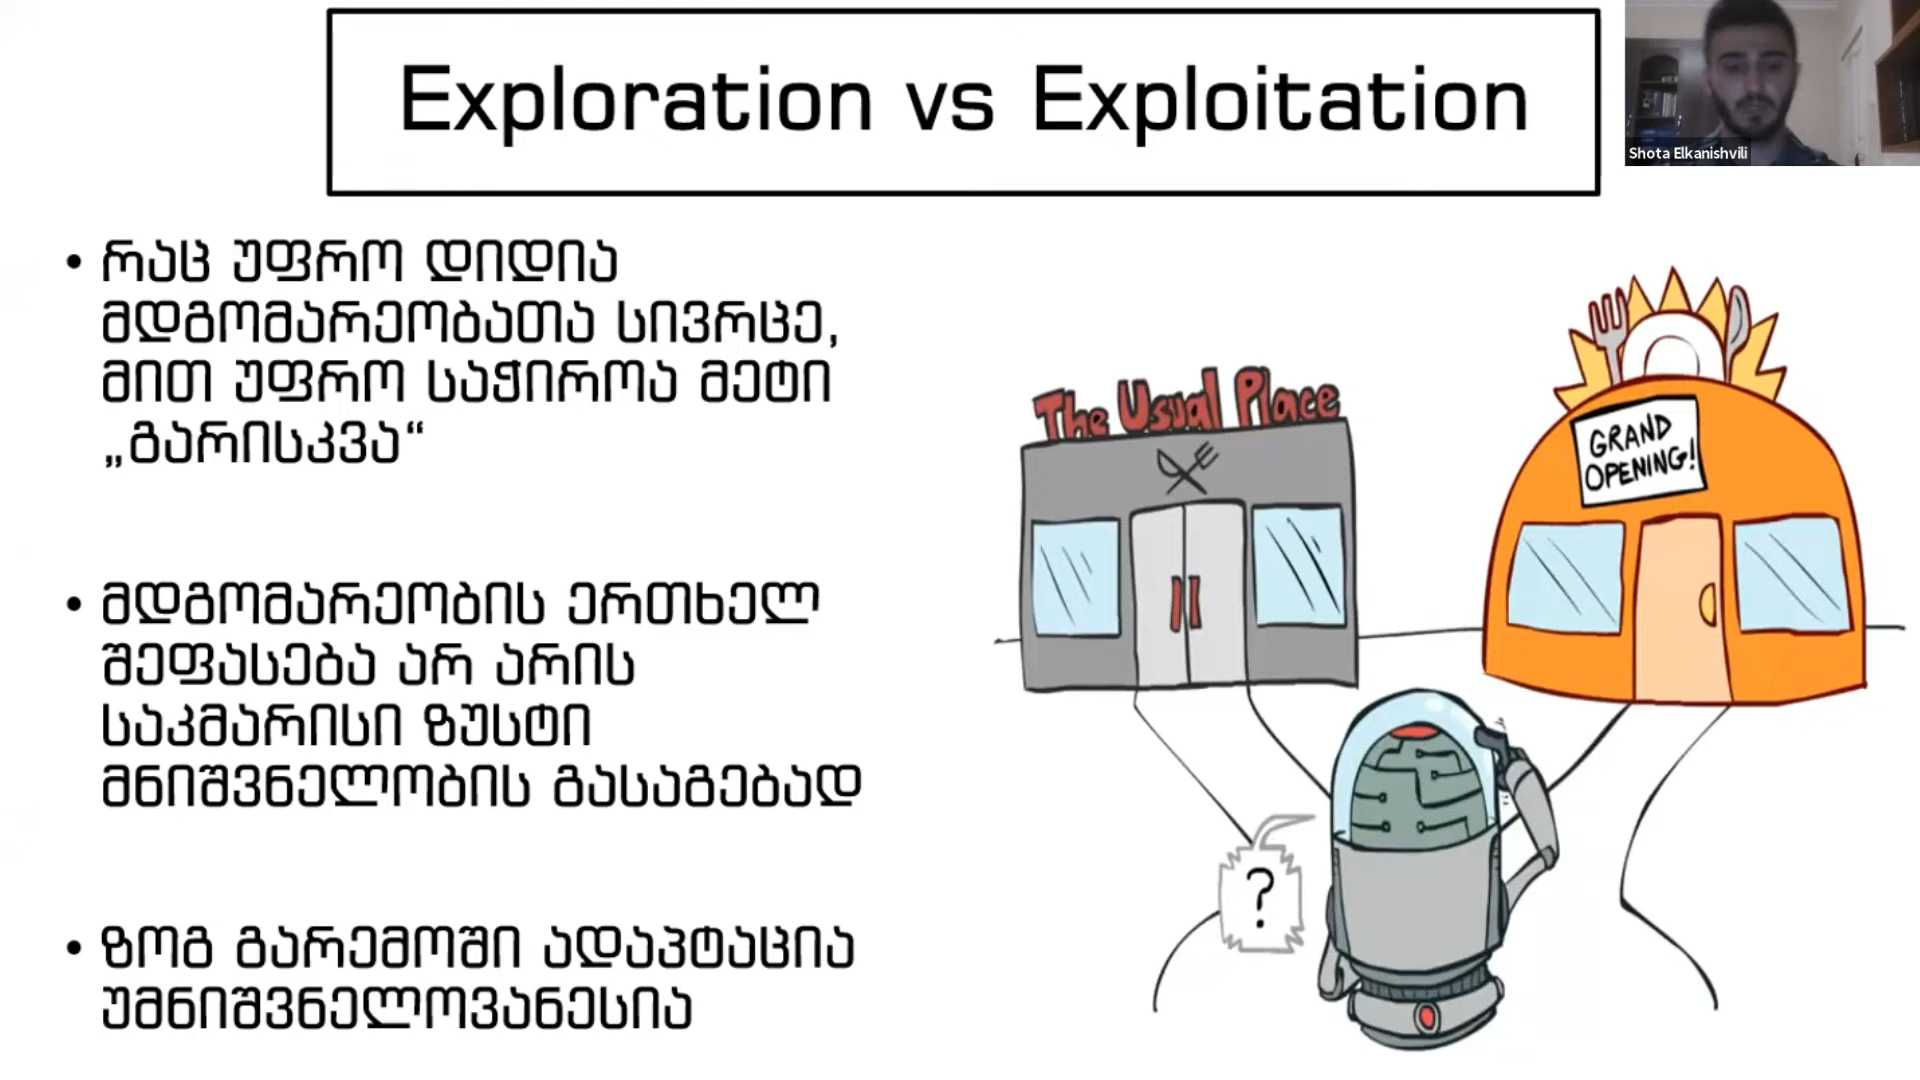 Exploration vs Exploitation
Shota Elkanishvili
• რაც უფრო დიდია
მდგომარეობათა სივრცე,
მით უფრო საჭიროა მეტი
„გარისკვა“
• მდგომარეობის ერთხელ
შეფასება არ არის
საკმარისი ზუსტი
მნიშვნელობის გასაგებად
• ზოგ გარემოში ადაპტაცია
უმნიშვნელოვანესია
The Usual Place
GRAND
OPENING!
?